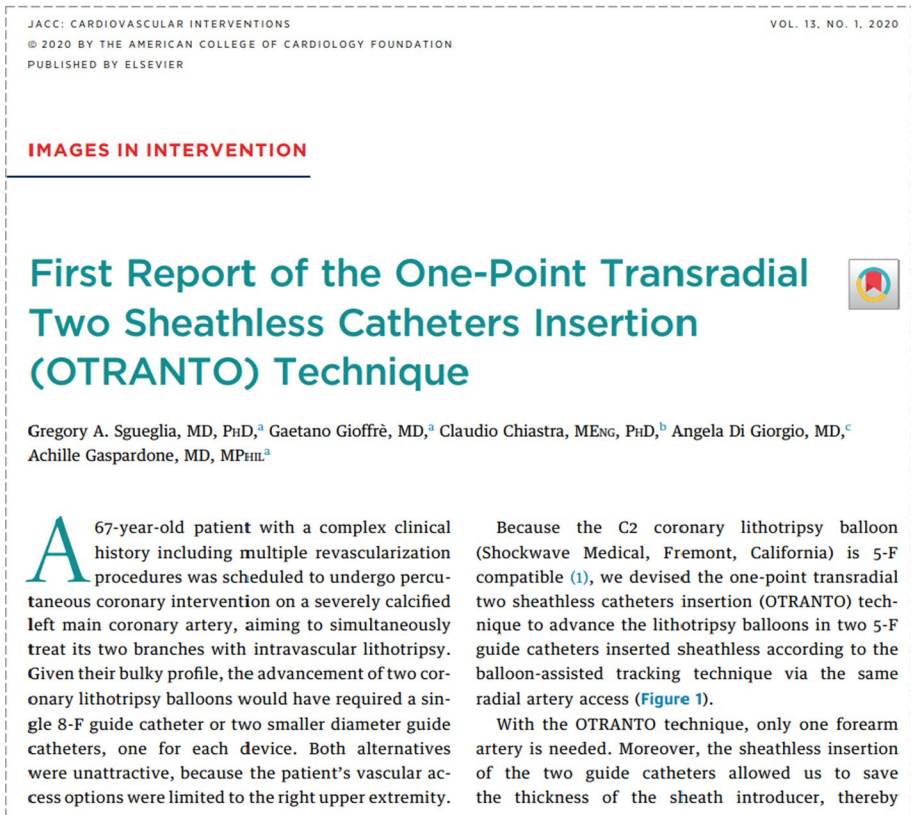 JACC: CARDIOVASCULAR INTERVENTIONS
VOL. 13, NO. 1, 2020
© 2020 BY THE AMERICAN COLLEGE OF CARDIOLOGY FOUNDATION
PUBLISHED BY ELSEVIER
IMAGES IN INTERVENTION
First Report of the One-Point Transradial
Two Sheathless Catheters Insertion
(OTRANTO) Technique
Gregory A. Sgueglia, MD, PHD,a Gaetano Gioffrè, MD,a Claudio Chiastra, MENG, PHD,b Angela Di Giorgio, MD,c
Achille Gaspardone, MD, MPHILa
A 67-year-old patient with a complex clinical
history including multiple revascularization
procedures was scheduled to undergo percu-
taneous coronary intervention on a severely calcified
left main coronary artery, aiming to simultaneously
treat its two branches with intravascular lithotripsy.
Given their bulky profile, the advancement of two cor-
onary lithotripsy balloons would have required a sin-
gle 8-F guide catheter or two smaller diameter guide
catheters, one for each device. Both alternatives
were unattractive, because the patient's vascular ac-
cess options were limited to the right upper extremity.
Because the C2 coronary lithotripsy balloon
(Shockwave Medical, Fremont, California) is 5-F
compatible (1), we devised the one-point transradial
two sheathless catheters insertion (OTRANTO) tech-
nique to advance the lithotripsy balloons in two 5-F
guide catheters inserted sheathless according to the
balloon-assisted tracking technique via the same
radial artery access (Figure 1).
With the OTRANTO technique, only one forearm
artery is needed. Moreover, the sheathless insertion
of the two guide catheters allowed us to save
the thickness of the sheath introducer, thereby